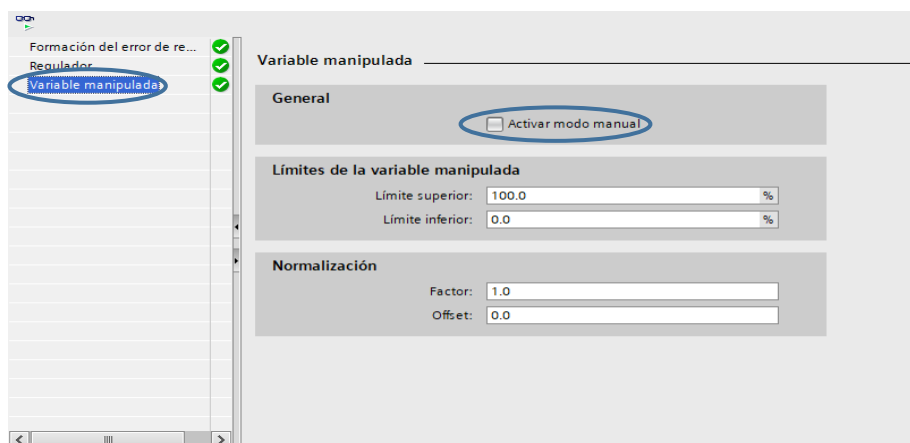 Formación del error de re...
Regulador
Variable manipulada
Variable manipulada
General
Activar modo manual
Límites de la variable manipulada
Límite superior: 100.0 %
Límite inferior: 0.0 %
Normalización
Factor: 1.0
Offset: 0.0